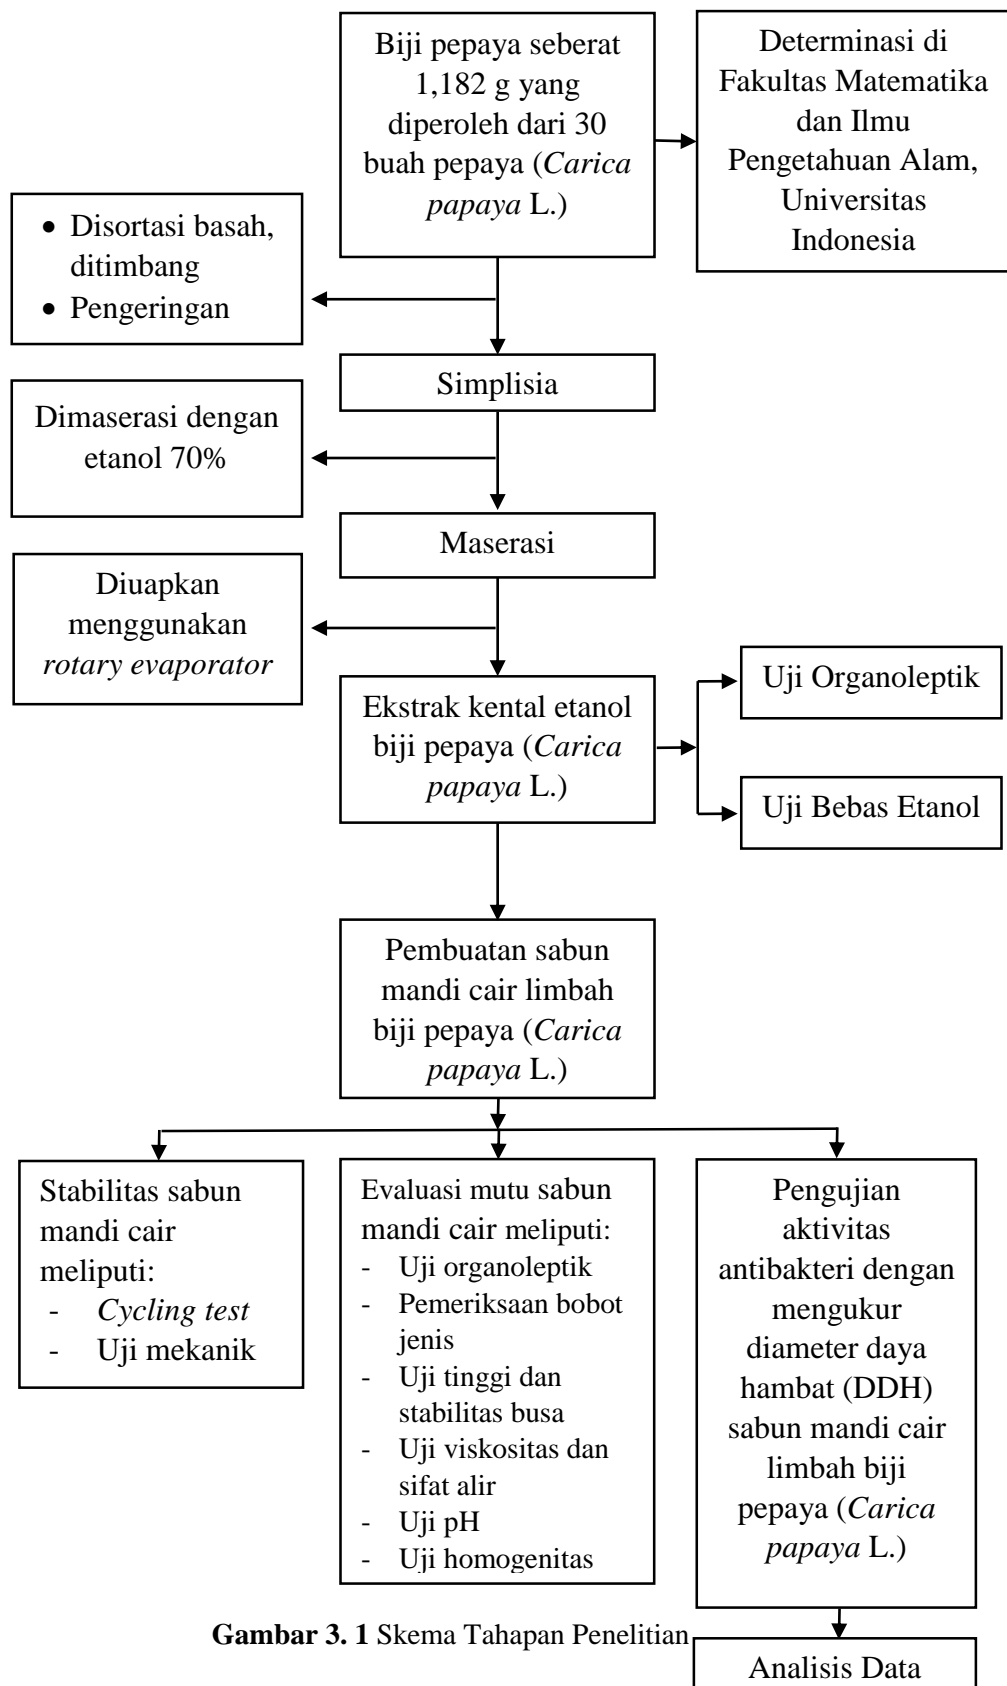 Biji pepaya seberat
1,182 g yang
diperoleh dari 30
buah pepaya (Carica
papaya L.)
Determinasi di
Fakultas Matematika
dan Ilmu
Pengetahuan Alam,
Universitas
Indonesia
• Disortasi basah,
ditimbang
• Pengeringan
Simplisia
Dimaserasi dengan
etanol 70%
Maserasi
Diuapkan
menggunakan
rotary evaporator
Ekstrak kental etanol
biji pepaya (Carica
papaya L.)
Uji Organoleptik
Uji Bebas Etanol
Pembuatan sabun
mandi cair limbah
biji pepaya (Carica
papaya L.)
Stabilitas sabun
mandi cair
meliputi:
- Cycling test
- Uji mekanik
Evaluasi mutu sabun
mandi cair meliputi:
- Uji organoleptik
- Pemeriksaan bobot
jenis
- Uji tinggi dan
stabilitas busa
- Uji viskositas dan
sifat alir
- Uji pH
- Uji homogenitas
Pengujian
aktivitas
antibakteri dengan
mengukur
diameter daya
hambat (DDH)
sabun mandi cair
limbah biji
pepaya (Carica
papaya L.)
Gambar 3. 1 Skema Tahapan Penelitian
Analisis Data